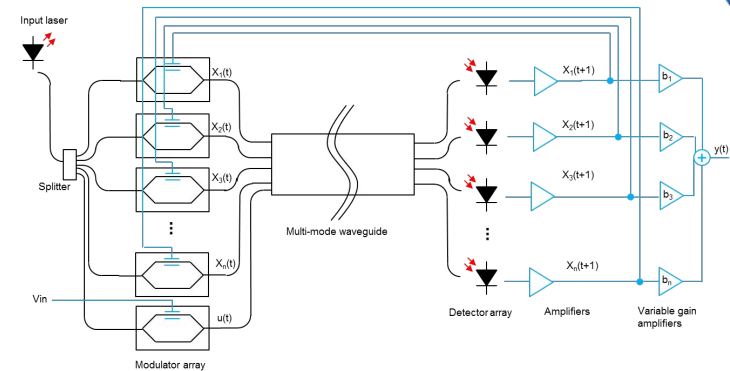 Input laser
X1(t)
X1(t+1)
b1
X2(t)
X2(t+1)
b2
y(t)
X3(t)
X3(t+1)
b3
Splitter
Multi-mode waveguide
Xn(t)
Xn(t+1)
bn
Vin
u(t)
Detector array
Amplifiers
Variable gain
amplifiers
Modulator array